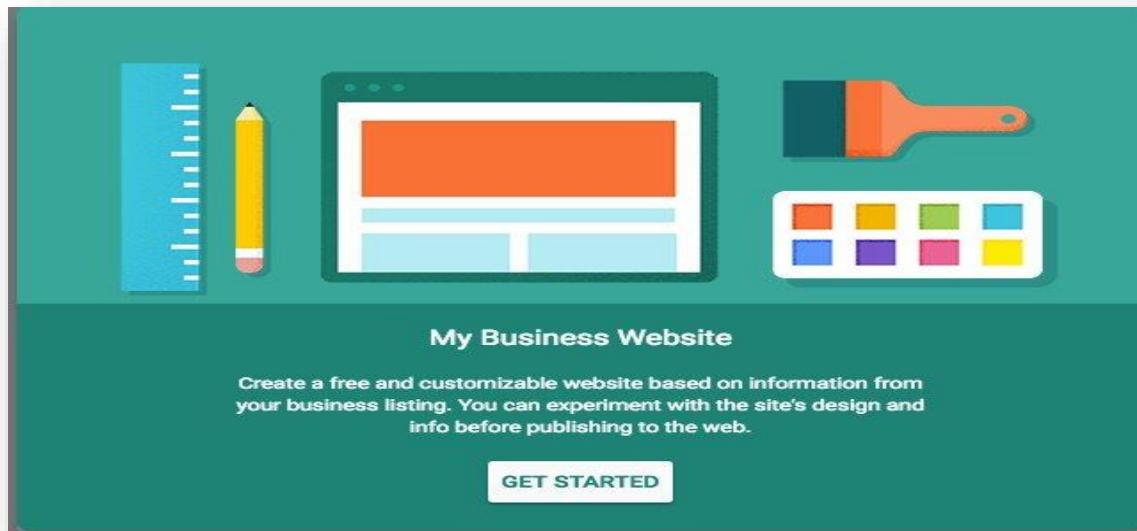 My Business Website
Create a free and customizable website based on information from
your business listing. You can experiment with the site's design and
info before publishing to the web.
GET STARTED